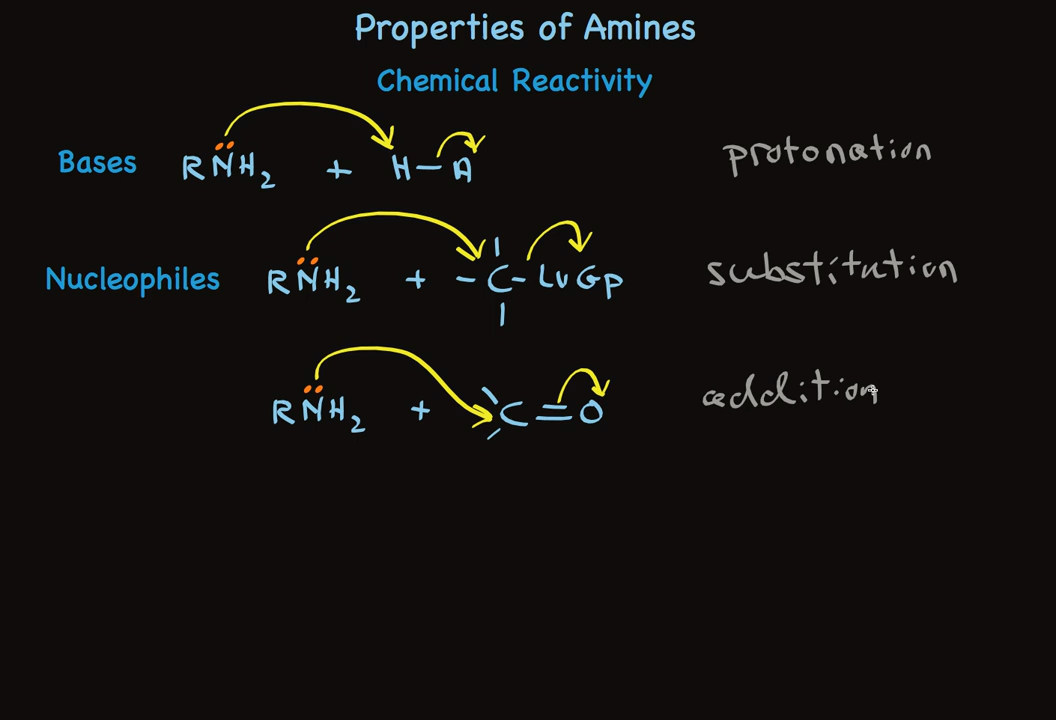 Properties of Amines
Chemical Reactivity
Bases RNH2 + H-A protonation
Nucleophiles RNH2 + -C-LvGp substitution
RNH2 + C=O addition